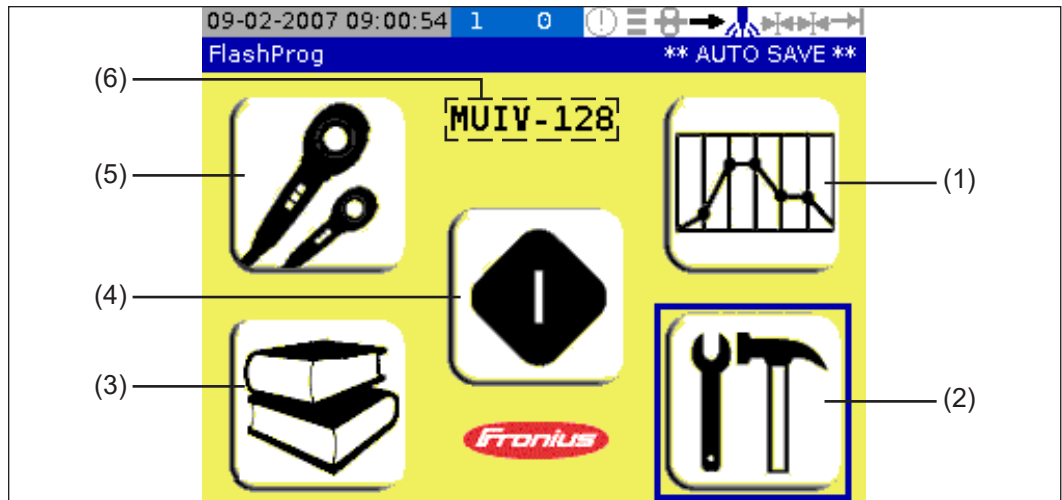 09-02-2007 09:00:54 1 0
FlashProg ** AUTO SAVE **
(6)
MUIV-128
(5)
(1)
(4)
(3)
(2)
Fronius